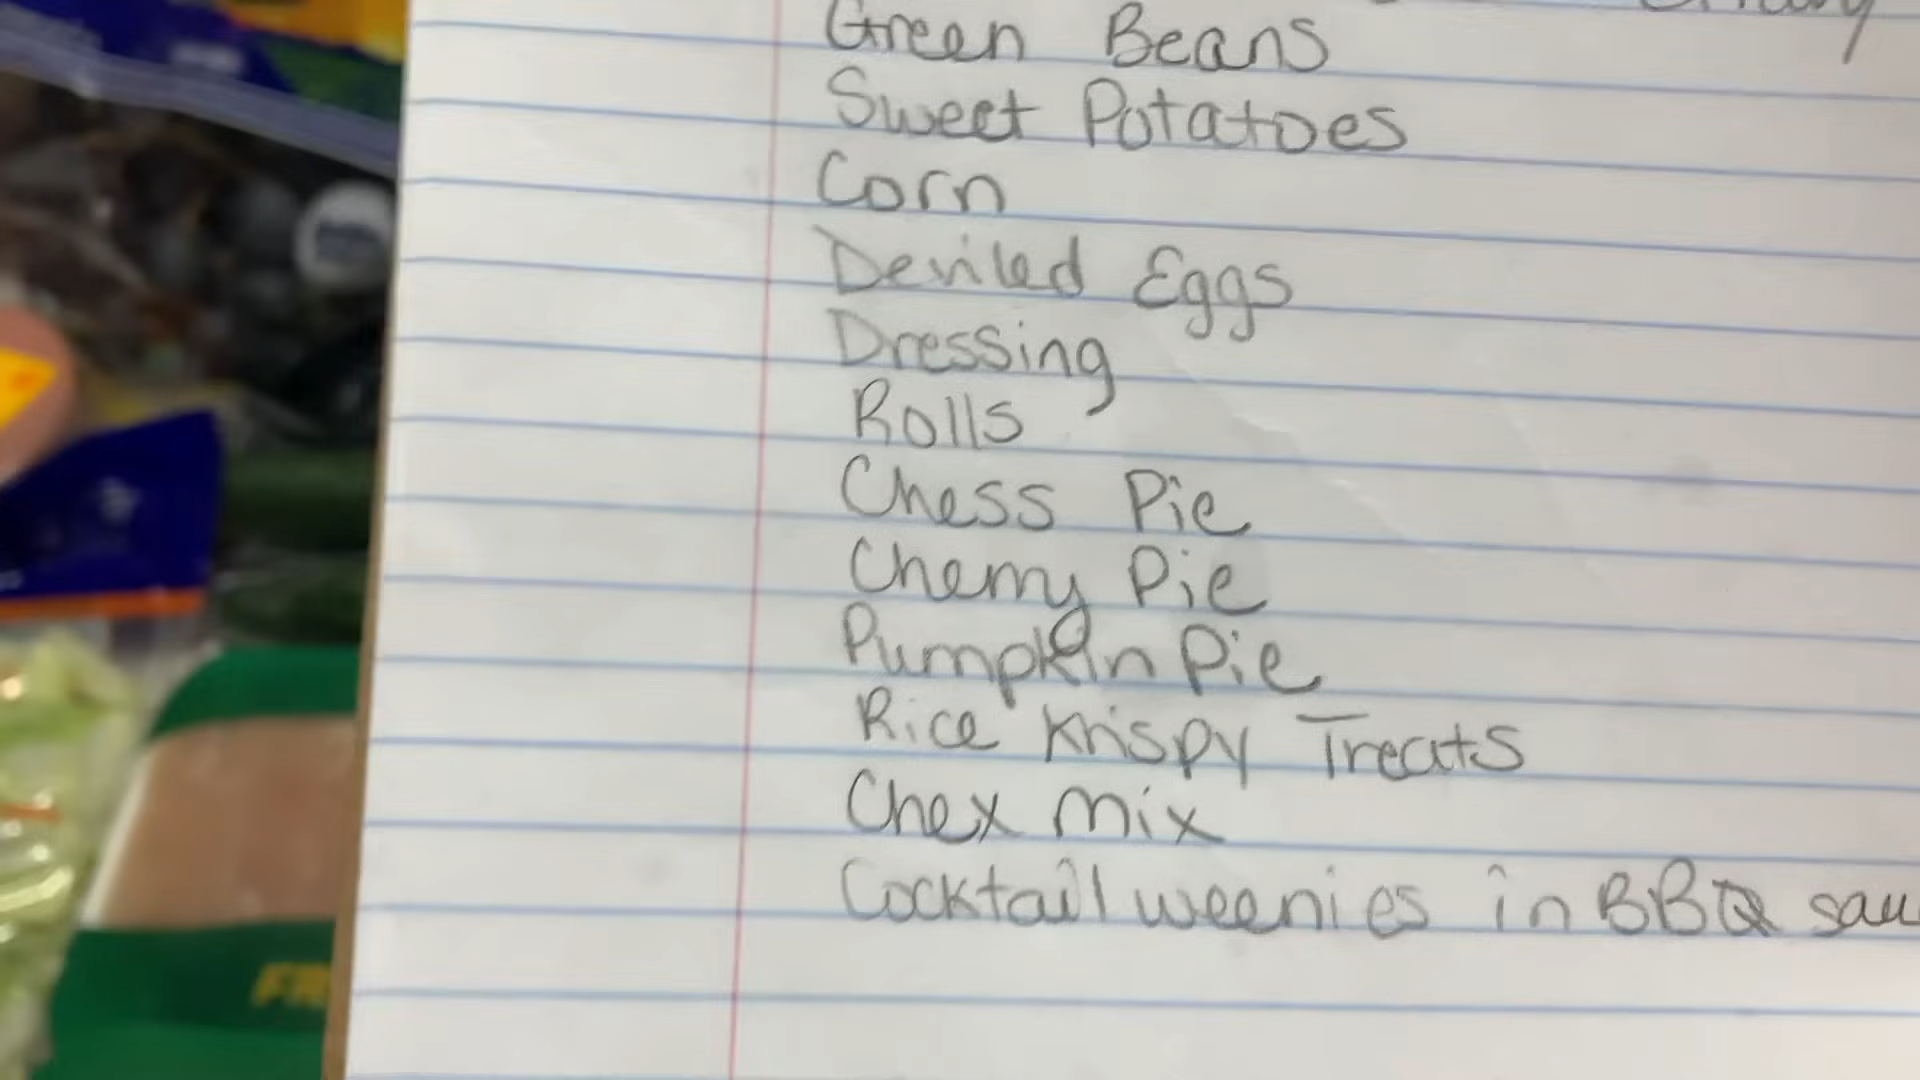 Green Beans
Sweet Potatoes
Corn
Deviled Eggs
Dressing
Rolls
Chess Pie
Cherry Pie
Pumpkin Pie
Rice Krispy Treats
Chex Mix
Cocktail weenies in BBQ sau